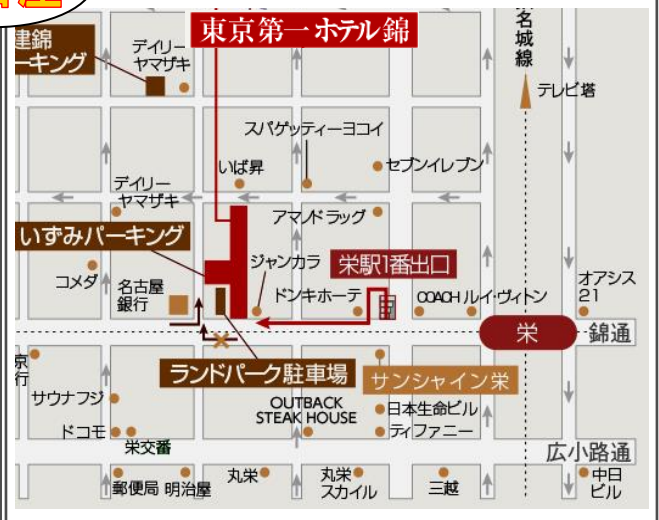 東京第一ホテル錦
建錦
ーキング
デイリー
ヤマザキ
名城線
テレビ塔
スパゲッティーヨコイ
いば昇
セブンイレブン
デイリー
ヤマザキ
アマノドラッグ
いずみパーキング
ジャンカラ
栄駅1番出口
コメダ
名古屋
銀行
ドンキホーテ
COACH
ルイ・ヴィトン
オアシス
21
栄
錦通
京
行
ランドパーク駐車場
サンシャイン栄
サウナフジ
OUTBACK
STEAK HOUSE
日本生命ビル
ドコモ
ティファニー
栄交番
広小路通
郵便局
明治屋
丸栄
丸栄
スカイル
三越
中日
ビル